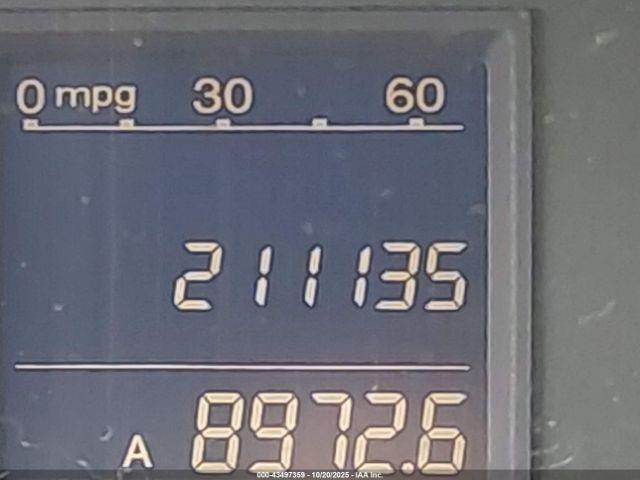 0 mpg 30 60
211135
A 8972.6
000-43497359 - 10/20/2025 - IAA Inc.